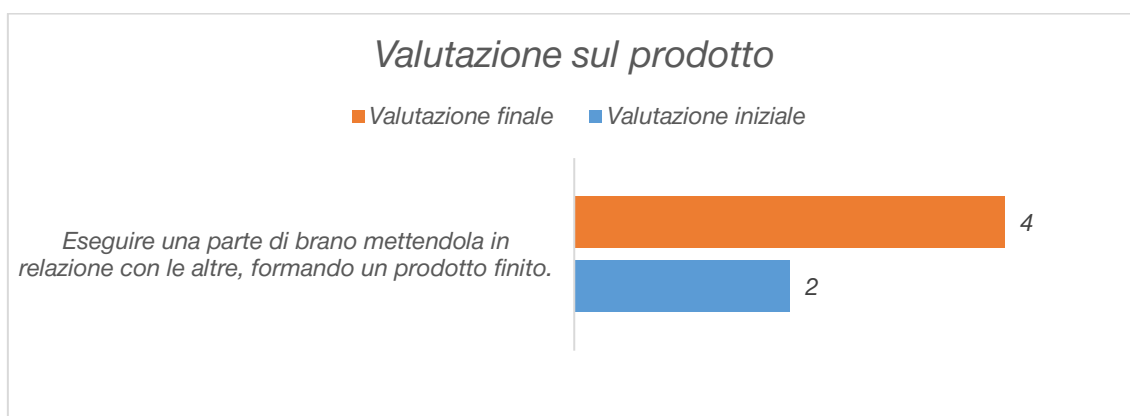 Valutazione sul prodotto
Valutazione finale Valutazione iniziale
Eseguire una parte di brano mettendola in
relazione con le altre, formando un prodotto finito.
4
2